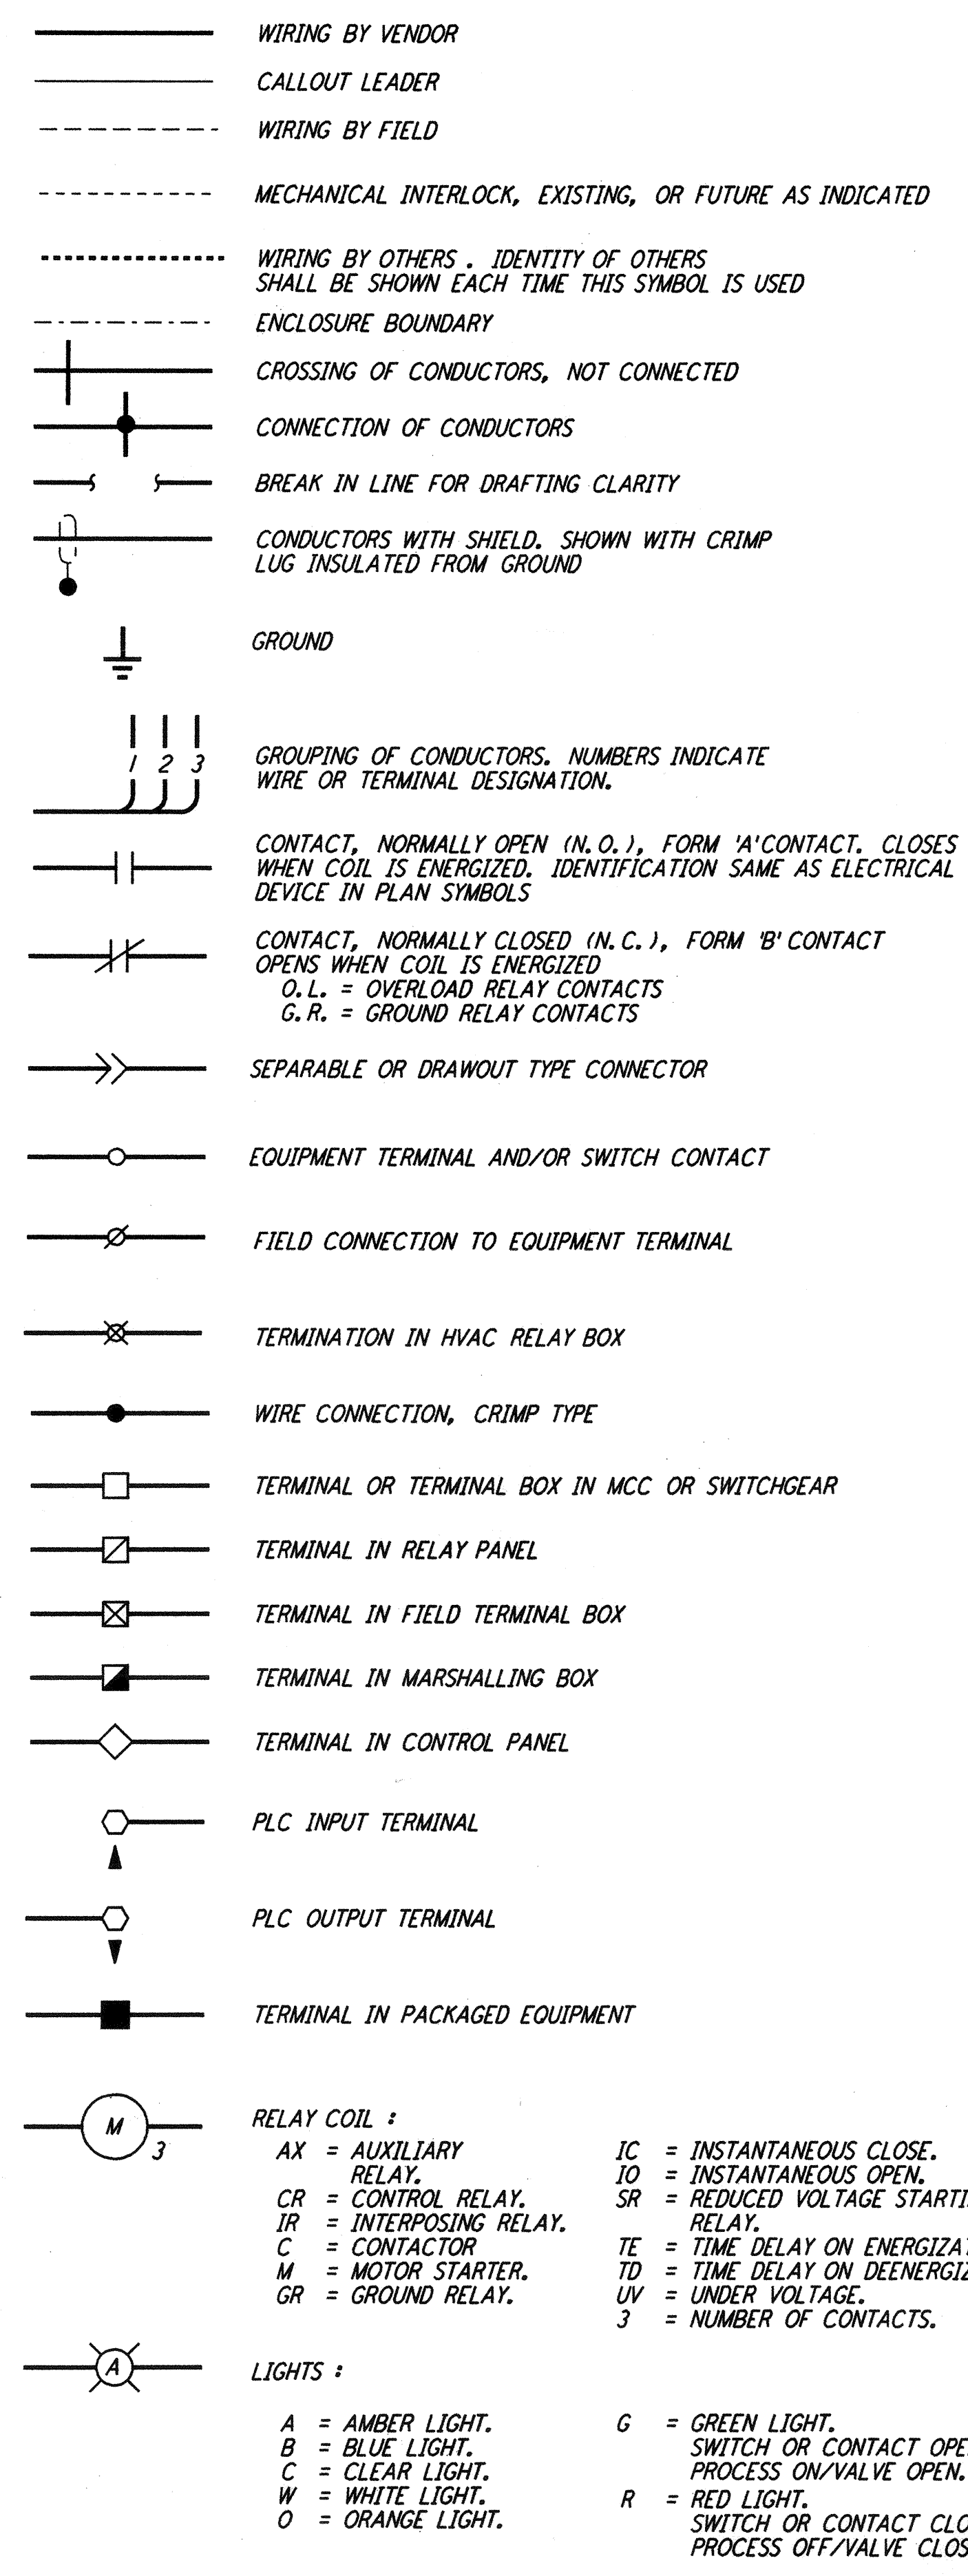 WIRING BY VENDOR
CALLOUT LEADER
WIRING BY FIELD
MECHANICAL INTERLOCK, EXISTING, OR FUTURE AS INDICATED
WIRING BY OTHERS . IDENTITY OF OTHERS
SHALL BE SHOWN EACH TIME THIS SYMBOL IS USED
ENCLOSURE BOUNDARY
CROSSING OF CONDUCTORS, NOT CONNECTED
CONNECTION OF CONDUCTORS
BREAK IN LINE FOR DRAFTING CLARITY
CONDUCTORS WITH SHIELD. SHOWN WITH CRIMP
LUG INSULATED FROM GROUND
GROUND
1 2 3
GROUPING OF CONDUCTORS. NUMBERS INDICATE
WIRE OR TERMINAL DESIGNATION.
CONTACT, NORMALLY OPEN (N.O.), FORM 'A' CONTACT. CLOSES
WHEN COIL IS ENERGIZED. IDENTIFICATION SAME AS ELECTRICAL
DEVICE IN PLAN SYMBOLS
CONTACT, NORMALLY CLOSED (N.C.), FORM 'B' CONTACT
OPENS WHEN COIL IS ENERGIZED
O.L. = OVERLOAD RELAY CONTACTS
G.R. = GROUND RELAY CONTACTS
SEPARABLE OR DRAWOUT TYPE CONNECTOR
EQUIPMENT TERMINAL AND/OR SWITCH CONTACT
FIELD CONNECTION TO EQUIPMENT TERMINAL
TERMINATION IN HVAC RELAY BOX
WIRE CONNECTION, CRIMP TYPE
TERMINAL OR TERMINAL BOX IN MCC OR SWITCHGEAR
TERMINAL IN RELAY PANEL
TERMINAL IN FIELD TERMINAL BOX
TERMINAL IN MARSHALLING BOX
TERMINAL IN CONTROL PANEL
PLC INPUT TERMINAL
PLC OUTPUT TERMINAL
TERMINAL IN PACKAGED EQUIPMENT
M 3
RELAY COIL :
AX = AUXILIARY
RELAY.
CR = CONTROL RELAY.
IR = INTERPOSING RELAY.
C = CONTACTOR
M = MOTOR STARTER.
GR = GROUND RELAY.
IC = INSTANTANEOUS CLOSE.
IO = INSTANTANEOUS OPEN.
SR = REDUCED VOLTAGE STARTI
RELAY.
TE = TIME DELAY ON ENERGIZA
TD = TIME DELAY ON DEENERGIZ
UV = UNDER VOLTAGE.
3 = NUMBER OF CONTACTS.
A
LIGHTS :
A = AMBER LIGHT.
B = BLUE LIGHT.
C = CLEAR LIGHT.
W = WHITE LIGHT.
O = ORANGE LIGHT.
G = GREEN LIGHT.
SWITCH OR CONTACT OPE
PROCESS ON/VALVE OPEN.
R = RED LIGHT.
SWITCH OR CONTACT CLO
PROCESS OFF/VALVE CLOS